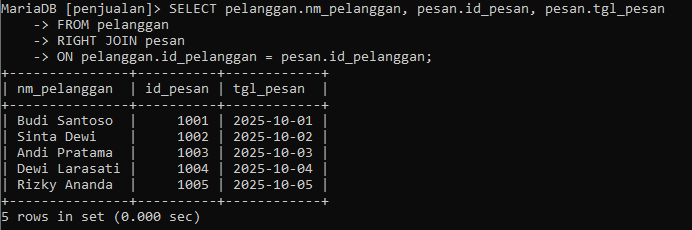 MariaDB [penjualan]> SELECT pelanggan.nm_pelanggan, pesan.id_pesan, pesan.tgl_pesan
    -> FROM pelanggan
    -> RIGHT JOIN pesan
    -> ON pelanggan.id_pelanggan = pesan.id_pelanggan;
+---------------+----------+------------+
| nm_pelanggan  | id_pesan | tgl_pesan  |
+---------------+----------+------------+
| Budi Santoso  |     1001 | 2025-10-01 |
| Sinta Dewi    |     1002 | 2025-10-02 |
| Andi Pratama  |     1003 | 2025-10-03 |
| Dewi Larasati |     1004 | 2025-10-04 |
| Rizky Ananda  |     1005 | 2025-10-05 |
+---------------+----------+------------+
5 rows in set (0.000 sec)